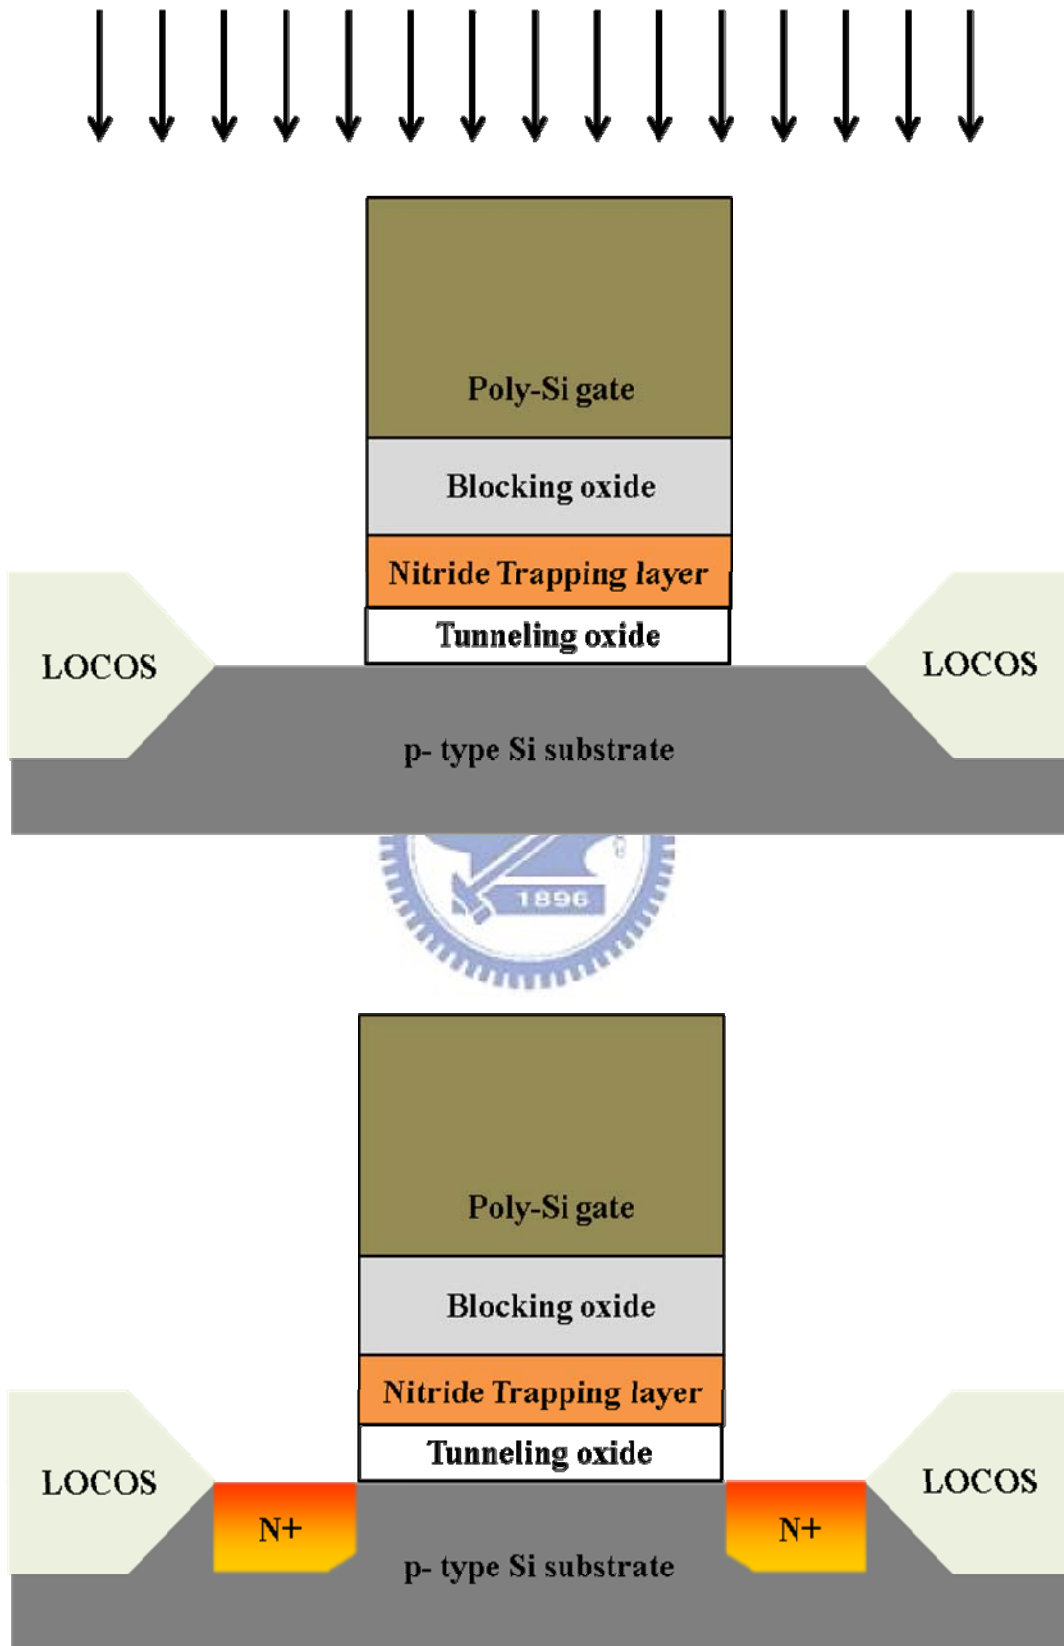 Poly-Si gate
Blocking oxide
Nitride Trapping layer
Tunneling oxide
LOCOS
LOCOS
p- type Si substrate
1896
Poly-Si gate
Blocking oxide
Nitride Trapping layer
Tunneling oxide
LOCOS
LOCOS
N+
N+
p- type Si substrate